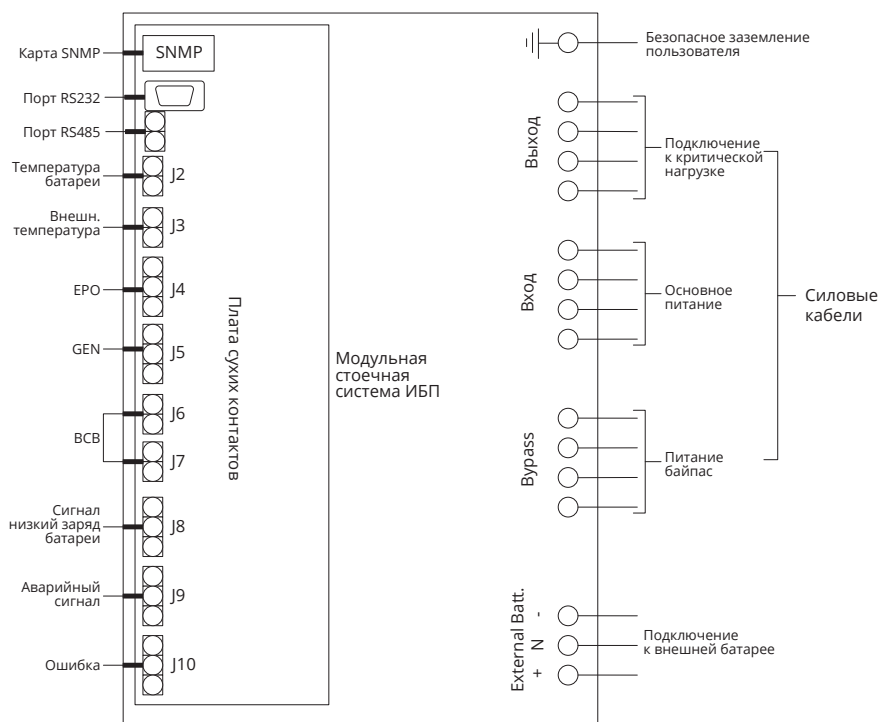 Карта SNMP
SNMP
Порт RS232
Порт RS485
Температура
батареи
J2
Внешн.
температура
J3
EPO
J4
GEN
J5
BCB
J6
J7
Сигнал
низкий заряд
батареи
J8
Аварийный
сигнал
J9
Ошибка
J10
Плата сухих контактов
Модульная
стоечная
система ИБП
Безопасное заземление
пользователя
Выход
Подключение
к критической
нагрузке
Вход
Основное
питание
Силовые
кабели
Bypass
Питание
байпас
External Batt.
+ N -
Подключение
к внешней батарее